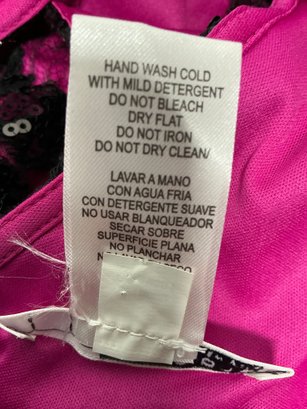 HAND WASH COLD
WITH MILD DETERGENT
DO NOT BLEACH
DRY FLAT
DO NOT IRON
DO NOT DRY CLEAN/
LAVAR A MANO
CON AGUA FRIA
CON DETERGENTE SUAVE
NO USAR BLANQUEADOR
SECAR SOBRE
SUPERFICIE PLANA
NO PLANCHAR